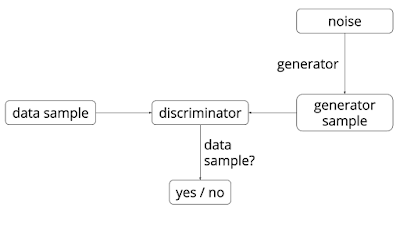 noise
generator
data sample
discriminator
generator
sample
data
sample?
yes / no